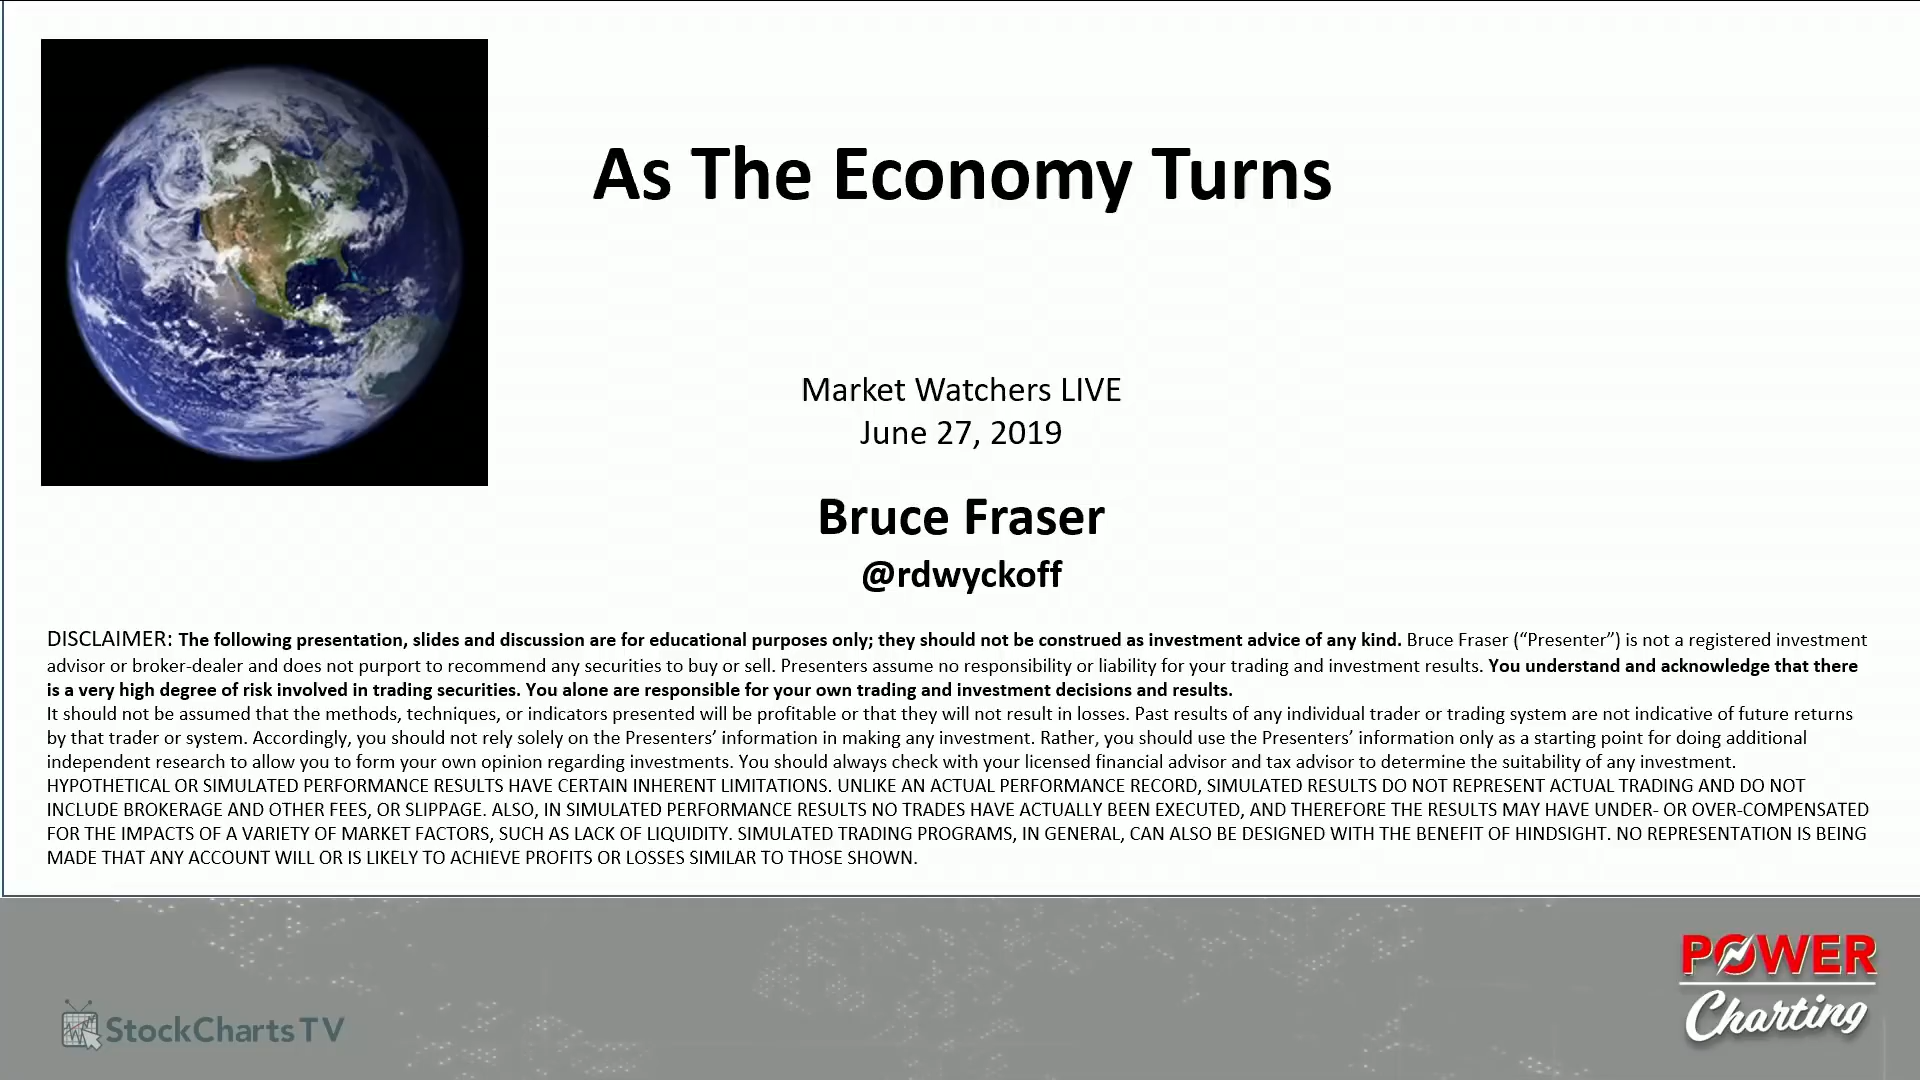 As The Economy Turns
Market Watchers LIVE
June 27, 2019
Bruce Fraser
@rdwyckoff
DISCLAIMER: The following presentation, slides and discussion are for educational purposes only; they should not be construed as investment advice of any kind. Bruce Fraser (“Presenter”) is not a registered investment
advisor or broker-dealer and does not purport to recommend any securities to buy or sell. Presenters assume no responsibility or liability for your trading and investment results. You understand and acknowledge that there
is a very high degree of risk involved in trading securities. You alone are responsible for your own trading and investment decisions and results.
It should not be assumed that the methods, techniques, or indicators presented will be profitable or that they will not result in losses. Past results of any individual trader or trading system are not indicative of future returns
by that trader or system. Accordingly, you should not rely solely on the Presenters’ information in making any investment. Rather, you should use the Presenters’ information only as a starting point for doing additional
independent research to allow you to form your own opinion regarding investments. You should always check with your licensed financial advisor and tax advisor to determine the suitability of any investment.
HYPOTHETICAL OR SIMULATED PERFORMANCE RESULTS HAVE CERTAIN INHERENT LIMITATIONS. UNLIKE AN ACTUAL PERFORMANCE RECORD, SIMULATED RESULTS DO NOT REPRESENT ACTUAL TRADING AND DO NOT
INCLUDE BROKERAGE AND OTHER FEES, OR SLIPPAGE. ALSO, IN SIMULATED PERFORMANCE RESULTS NO TRADES HAVE ACTUALLY BEEN EXECUTED, AND THEREFORE THE RESULTS MAY HAVE UNDER- OR OVER-COMPENSATED
FOR THE IMPACTS OF A VARIETY OF MARKET FACTORS, SUCH AS LACK OF LIQUIDITY. SIMULATED TRADING PROGRAMS, IN GENERAL, CAN ALSO BE DESIGNED WITH THE BENEFIT OF HINDSIGHT. NO REPRESENTATION IS BEING
MADE THAT ANY ACCOUNT WILL OR IS LIKELY TO ACHIEVE PROFITS OR LOSSES SIMILAR TO THOSE SHOWN.
POWER
Charting
StockChartsTV